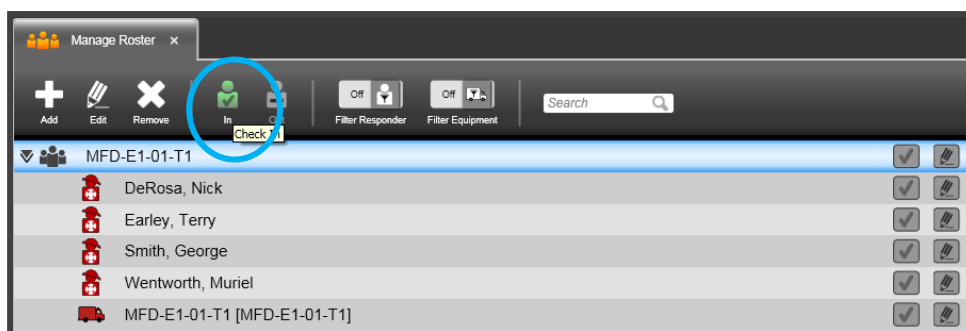 Manage Roster x
Add Edit Remove In Out Off Filter Responder Off Filter Equipment Search
Check In
MFD-E1-01-T1
DeRosa, Nick
Earley, Terry
Smith, George
Wentworth, Muriel
MFD-E1-01-T1 [MFD-E1-01-T1]